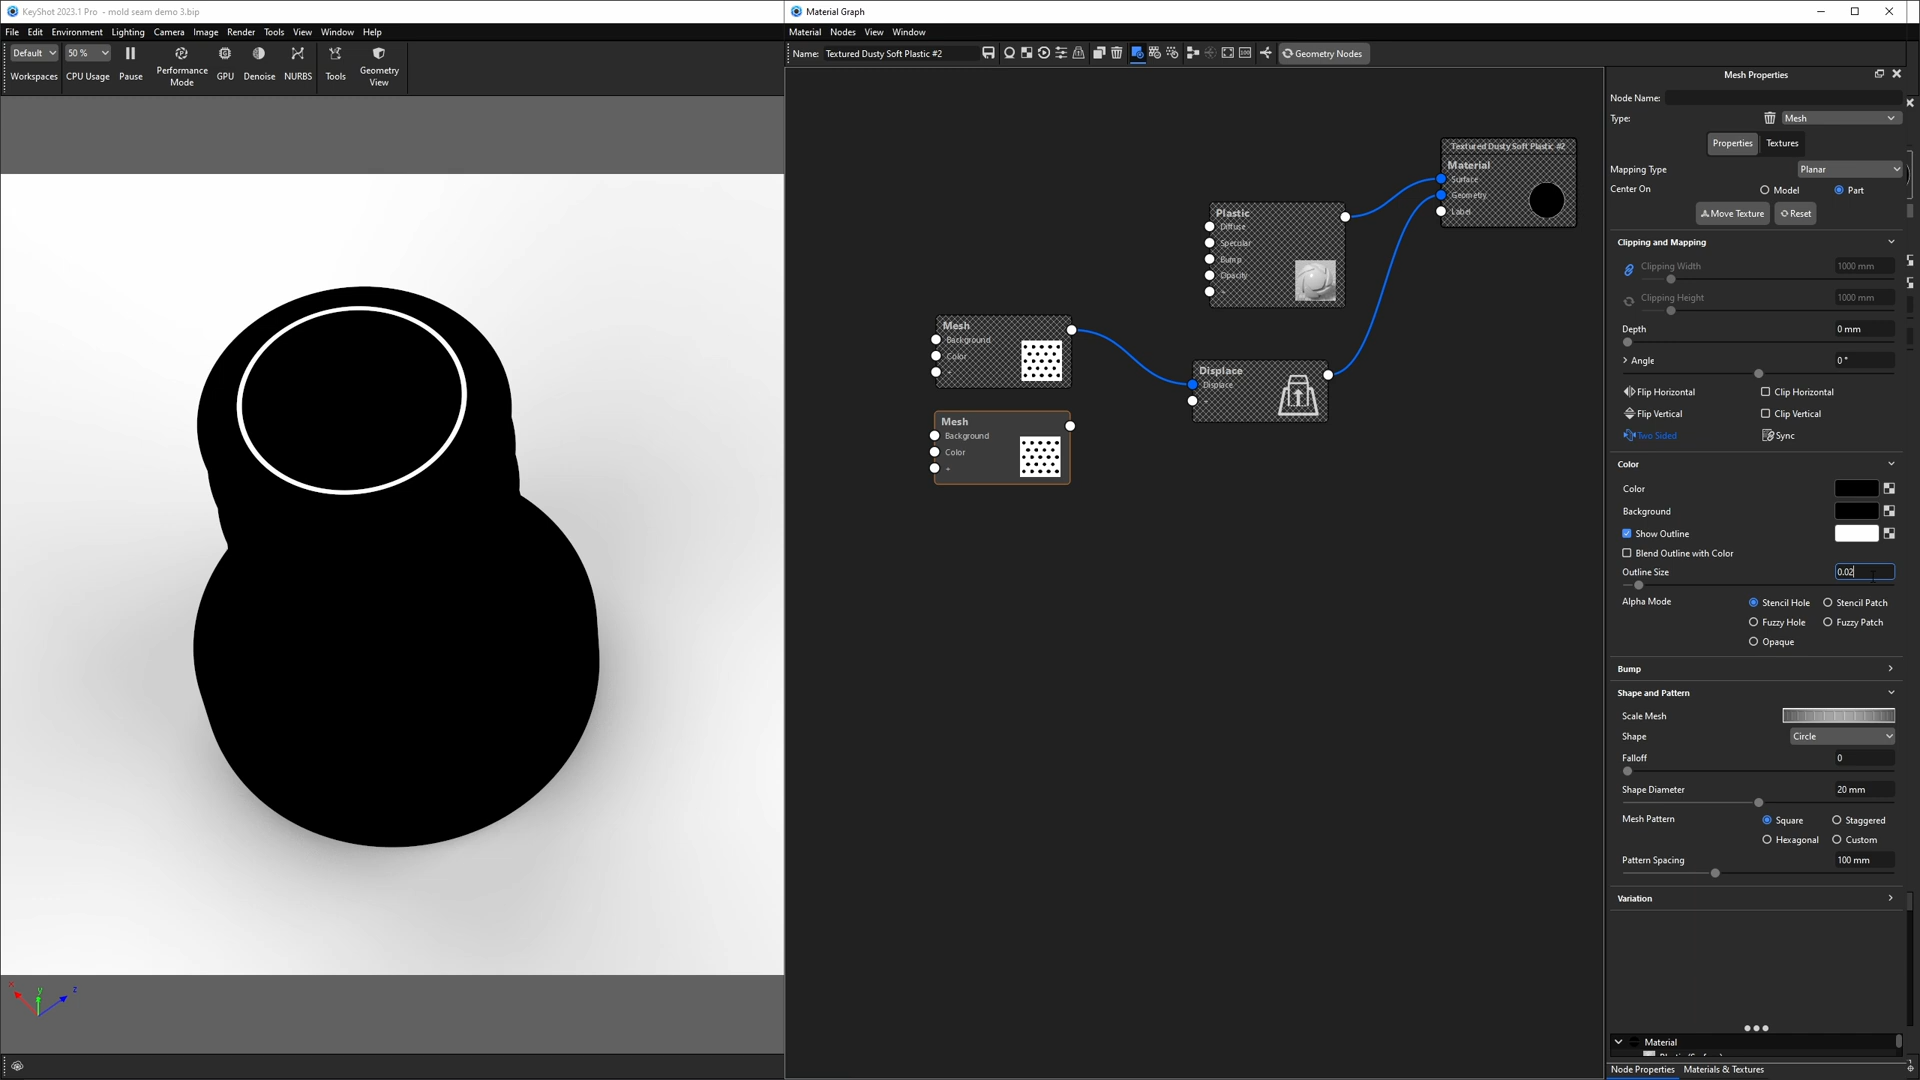 KeyShot 2023.1 Pro - mold seam demo 3.bip
File Edit Environment Lighting Camera Image Render Tools View Window Help
Default 50 %
Workspaces CPU Usage Pause Performance Mode GPU Denoise NURBS Tools Geometry View
Material Graph
Material Nodes View Window
Name: Textured Dusty Soft Plastic #2
Geometry Nodes
Textured Dusty Soft Plastic #2
Material
Surface
Geometry
Label
Plastic
Diffuse
Specular
Bump
Opacity
+
Mesh
Background
Color
+
Displace
Displace
+
Mesh
Background
Color
+
Mesh Properties
Node Name:
Type: Mesh
Properties Textures
Mapping Type Planar
Center On Model Part
Move Texture Reset
Clipping and Mapping
Clipping Width 1000 mm
Clipping Height 1000 mm
Depth 0 mm
Angle 0 °
Flip Horizontal Clip Horizontal
Flip Vertical Clip Vertical
Two Sided Sync
Color
Color
Background
Show Outline
Blend Outline with Color
Outline Size 0.02
Alpha Mode Stencil Hole Stencil Patch
Fuzzy Hole Fuzzy Patch
Opaque
Bump
Shape and Pattern
Scale Mesh
Shape Circle
Falloff 0
Shape Diameter 20 mm
Mesh Pattern Square Staggered
Hexagonal Custom
Pattern Spacing 100 mm
Variation
Material
Node Properties Materials & Textures
x y z